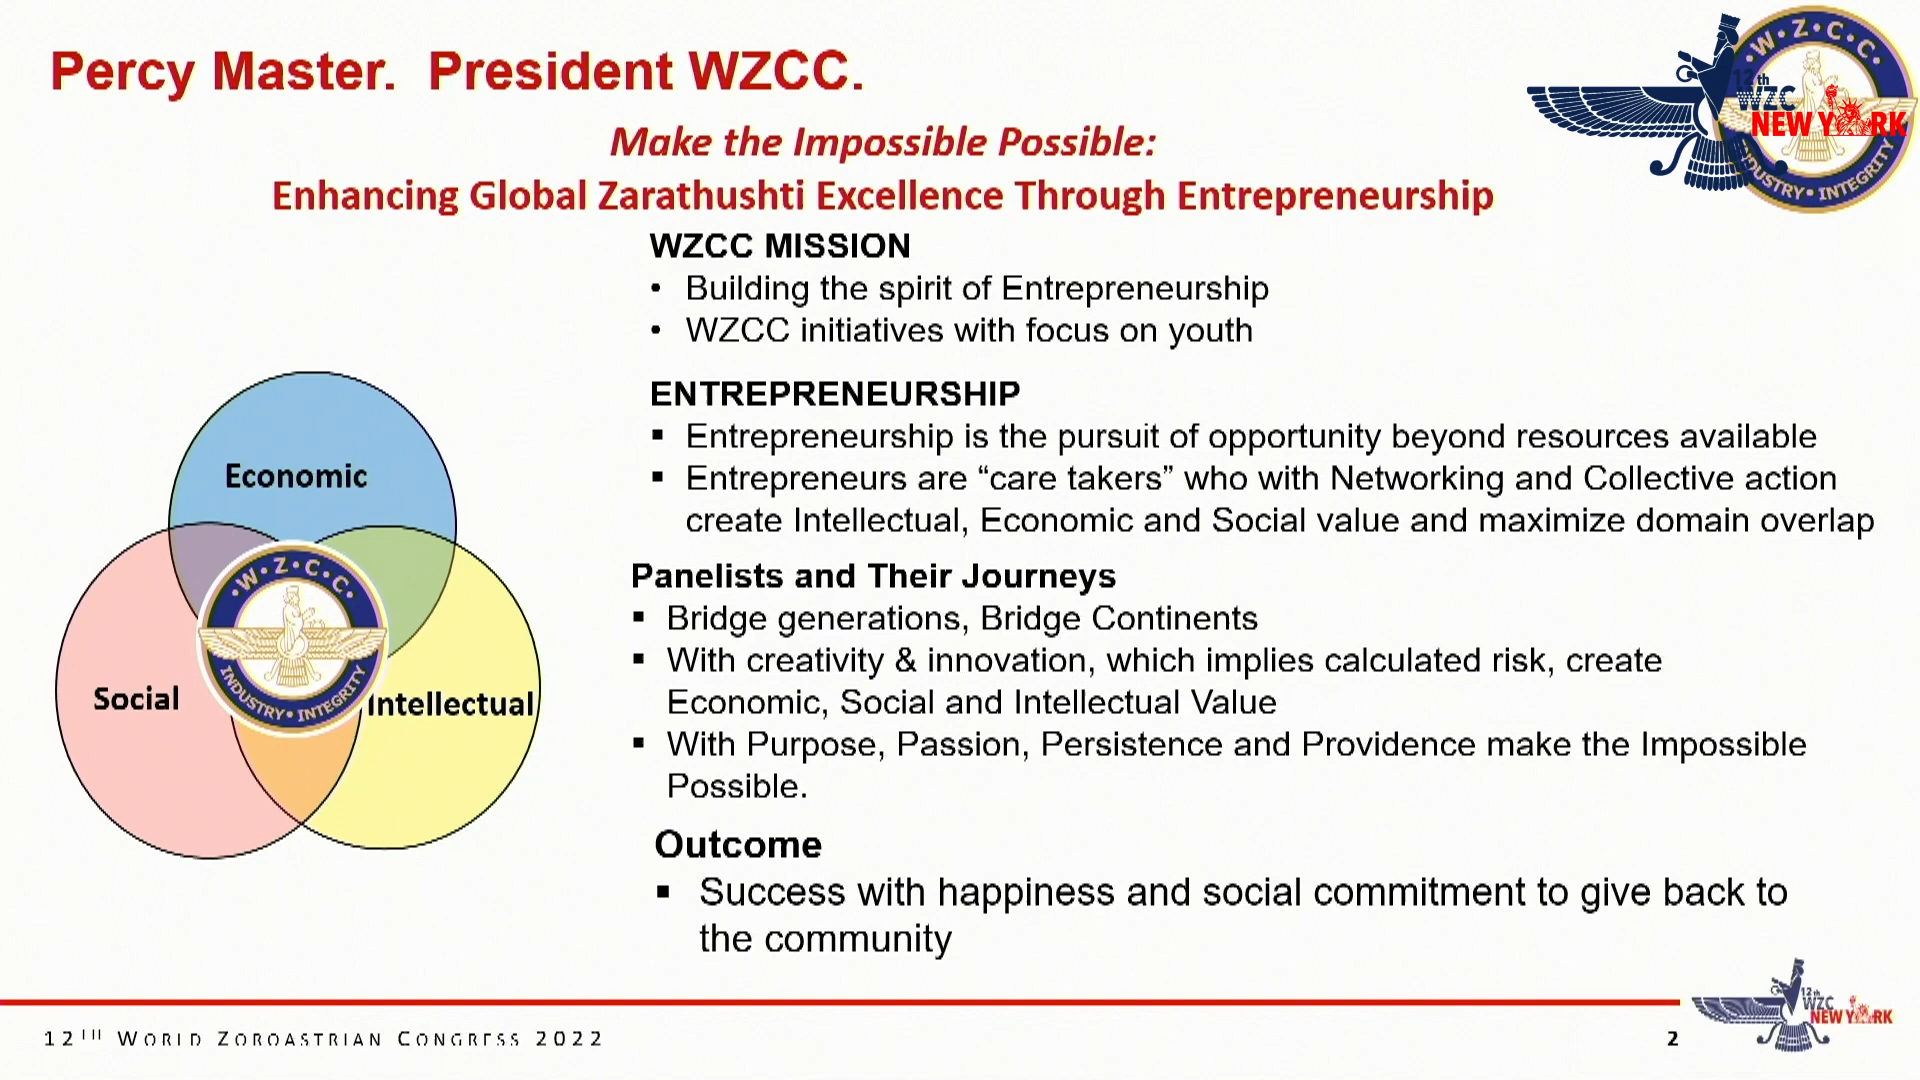 Percy Master.  President WZCC.
Make the Impossible Possible:
Enhancing Global Zarathushti Excellence Through Entrepreneurship
W•Z•C•C•
INDUSTRY• INTEGRITY
12th
WZC
NEW YORK
WZCC MISSION
• Building the spirit of Entrepreneurship
• WZCC initiatives with focus on youth
ENTREPRENEURSHIP
▪ Entrepreneurship is the pursuit of opportunity beyond resources available
▪ Entrepreneurs are “care takers” who with Networking and Collective action
create Intellectual, Economic and Social value and maximize domain overlap
Panelists and Their Journeys
▪ Bridge generations, Bridge Continents
▪ With creativity & innovation, which implies calculated risk, create
Economic, Social and Intellectual Value
▪ With Purpose, Passion, Persistence and Providence make the Impossible
Possible.
Outcome
▪ Success with happiness and social commitment to give back to
the community
Economic
Social
Intellectual
•W•Z•C•C•
INDUSTRY• INTEGRITY
12TH WORLD ZOROASTRIAN CONGRESS 2022
2
12th
WZC
NEW YORK